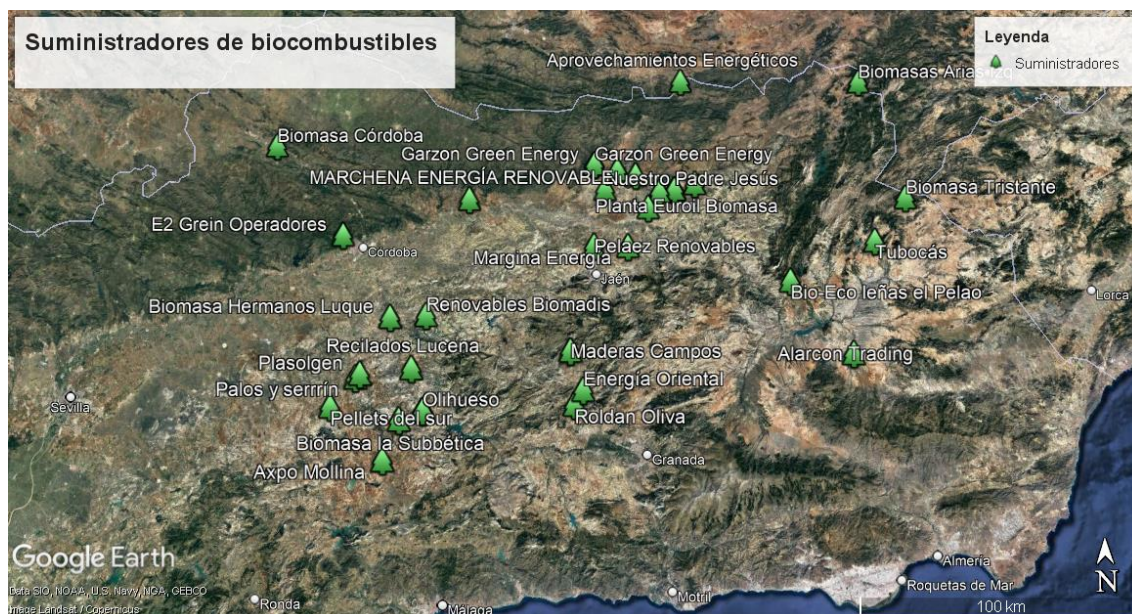 Suministradores de biocombustibles
Leyenda
Suministradores
Aprovechamientos Energéticos
Biomasas Arias Izq
Biomasa Córdoba
Garzon Green Energy
Garzon Green Energy
MARCHENA ENERGÍA RENOVABLE
Nuestro Padre Jesús
Biomasa Tristante
Planta Euroil Biomasa
E2 Grein Operadores
Cordoba
Peláez Renovables
Margina Energía
Tubocás
Jaén
Bio-Eco leñas el Pelao
Lorca
Biomasa Hermanos Luque
Renovables Biomadis
Recilados Lucena
Maderas Campos
Alarcon Trading
Plasolgen
Energía Oriental
Palos y serrrín
Sevilla
Olihueso
Pellets del sur
Roldan Oliva
Biomasa la Subbética
Granada
Axpo Mollina
Google Earth
Almería
N
Data SIO, NOAA, U.S. Navy, NGA, GEBCO
Roquetas de Mar
Motril
Ronda
Malaga
100 km
Image Landsat / Copernicus